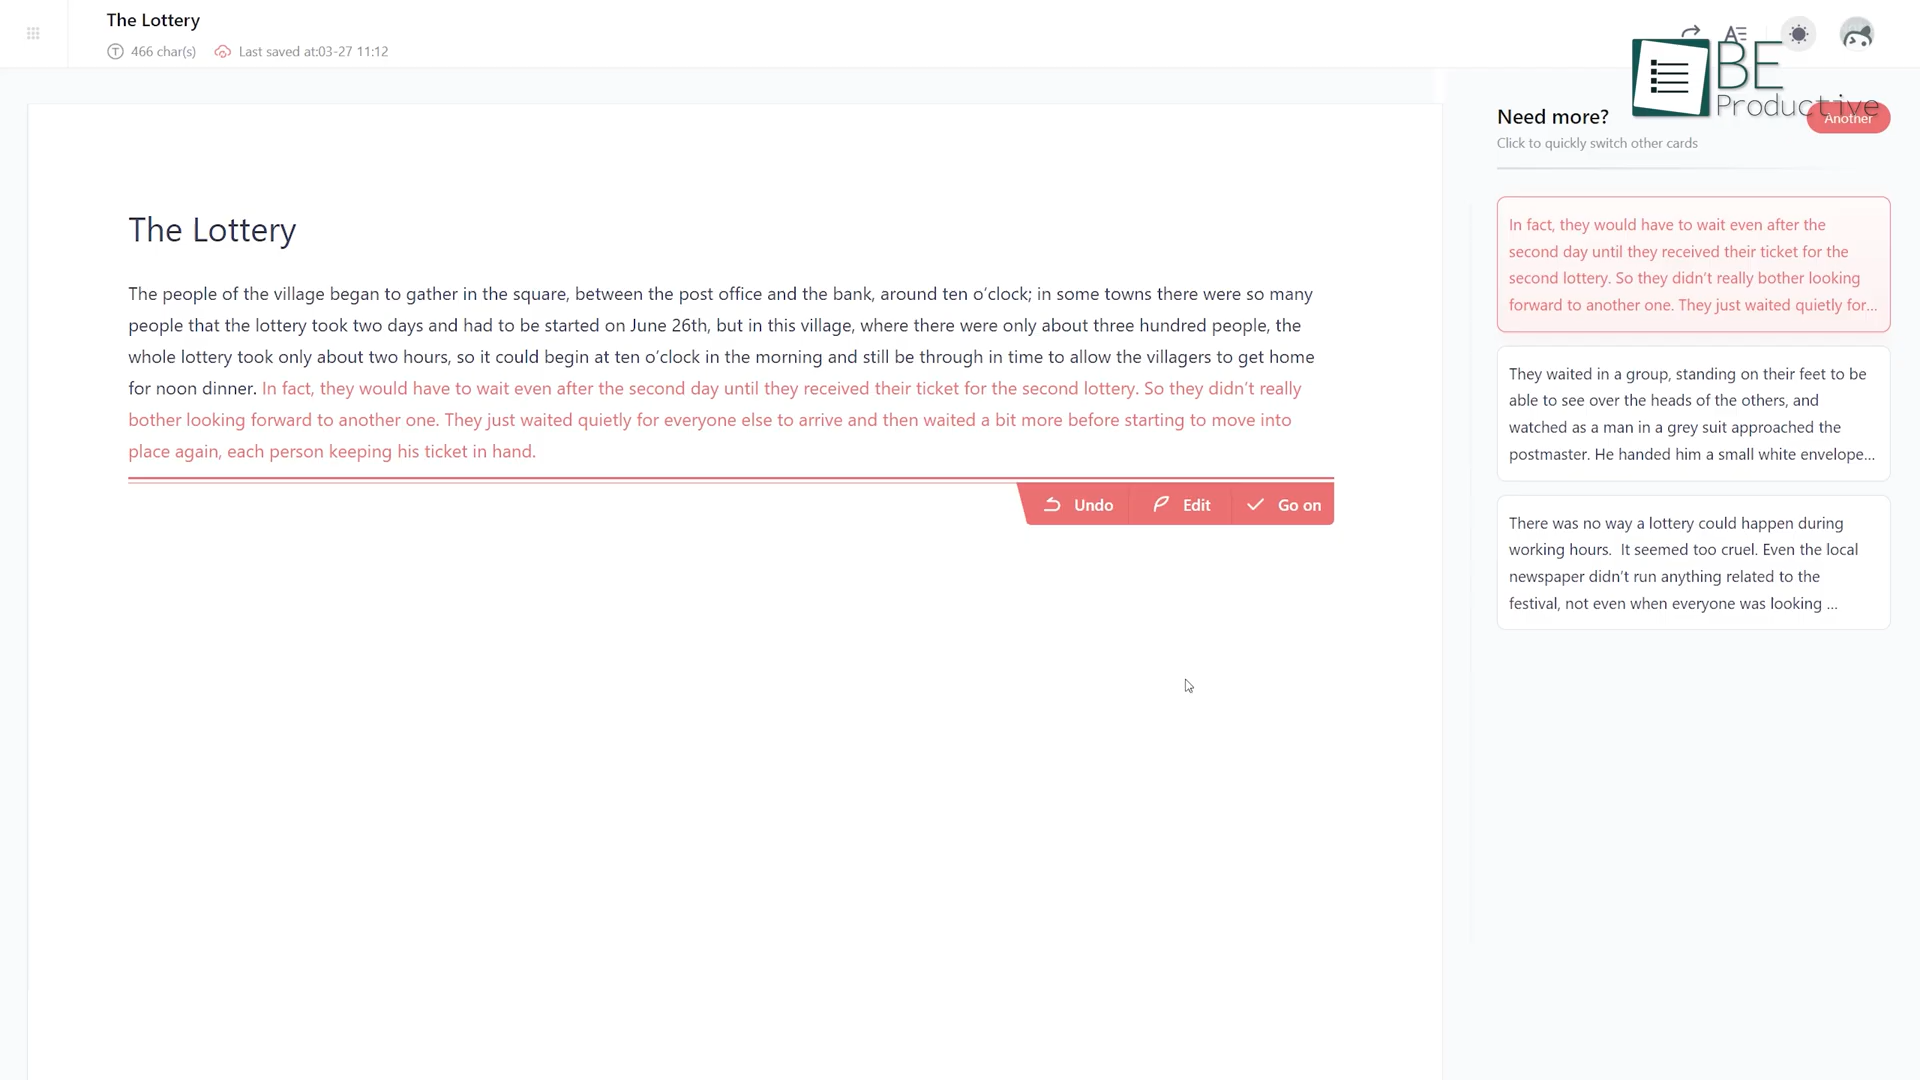 The Lottery
466 char(s) Last saved at:03-27 11:12
BE
Productive
Need more?
Another
Click to quickly switch other cards
The Lottery
The people of the village began to gather in the square, between the post office and the bank, around ten o’clock; in some towns there were so many
people that the lottery took two days and had to be started on June 26th, but in this village, where there were only about three hundred people, the
whole lottery took only about two hours, so it could begin at ten o’clock in the morning and still be through in time to allow the villagers to get home
for noon dinner. In fact, they would have to wait even after the second day until they received their ticket for the second lottery. So they didn’t really
bother looking forward to another one. They just waited quietly for everyone else to arrive and then waited a bit more before starting to move into
place again, each person keeping his ticket in hand.
Undo Edit Go on
In fact, they would have to wait even after the
second day until they received their ticket for the
second lottery. So they didn’t really bother looking
forward to another one. They just waited quietly for...
They waited in a group, standing on their feet to be
able to see over the heads of the others, and
watched as a man in a grey suit approached the
postmaster. He handed him a small white envelope...
There was no way a lottery could happen during
working hours.  It seemed too cruel. Even the local
newspaper didn’t run anything related to the
festival, not even when everyone was looking ...